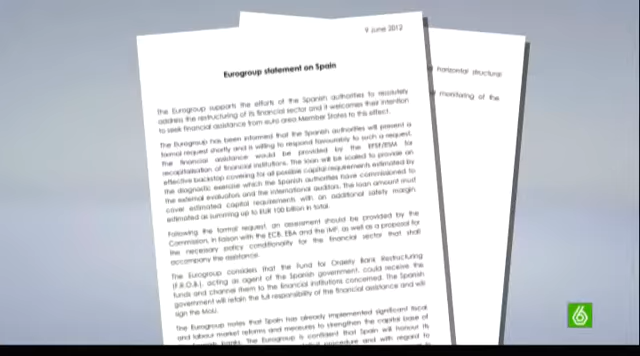 9 June 2012
Eurogroup statement on Spain
The Eurogroup supports the efforts of the Spanish authorities to resolutely
address the restructuring of its financial sector and it welcomes their intention
to seek financial assistance from euro area Member States to this effect.
The Eurogroup has been informed that the Spanish authorities will present a
formal request shortly and is willing to respond favourably to such a request.
The financial assistance would be provided by the EFSF/ESM for
recapitalisation of financial institutions. The loan will be scaled to provide an
effective backstop covering for all possible capital requirements estimated by
the diagnostic exercise which the Spanish authorities have commissioned to
the external evaluators and the international auditors. The loan amount must
cover estimated capital requirements with an additional safety margin
estimated as summing up to EUR 100 billion in total.
Following the formal request, an assessment should be provided by the
Commission, in liaison with the ECB, EBA and the IMF, as well as a proposal for
the necessary policy conditionality for the financial sector that shall
accompany the assistance.
The Eurogroup considers that the Fund for Orderly Bank Restructuring
(F.R.O.B.), acting as agent of the Spanish government, could receive the
funds and channel them to the financial institutions concerned. The Spanish
government will retain the full responsibility of the financial assistance and will
sign the MoU.
The Eurogroup notes that Spain has already implemented significant fiscal
and labour market reforms and measures to strengthen the capital base of
banks. The Eurogroup is confident that Spain will honour its
procedure and with regard to
horizontal structural
monitoring of the
6